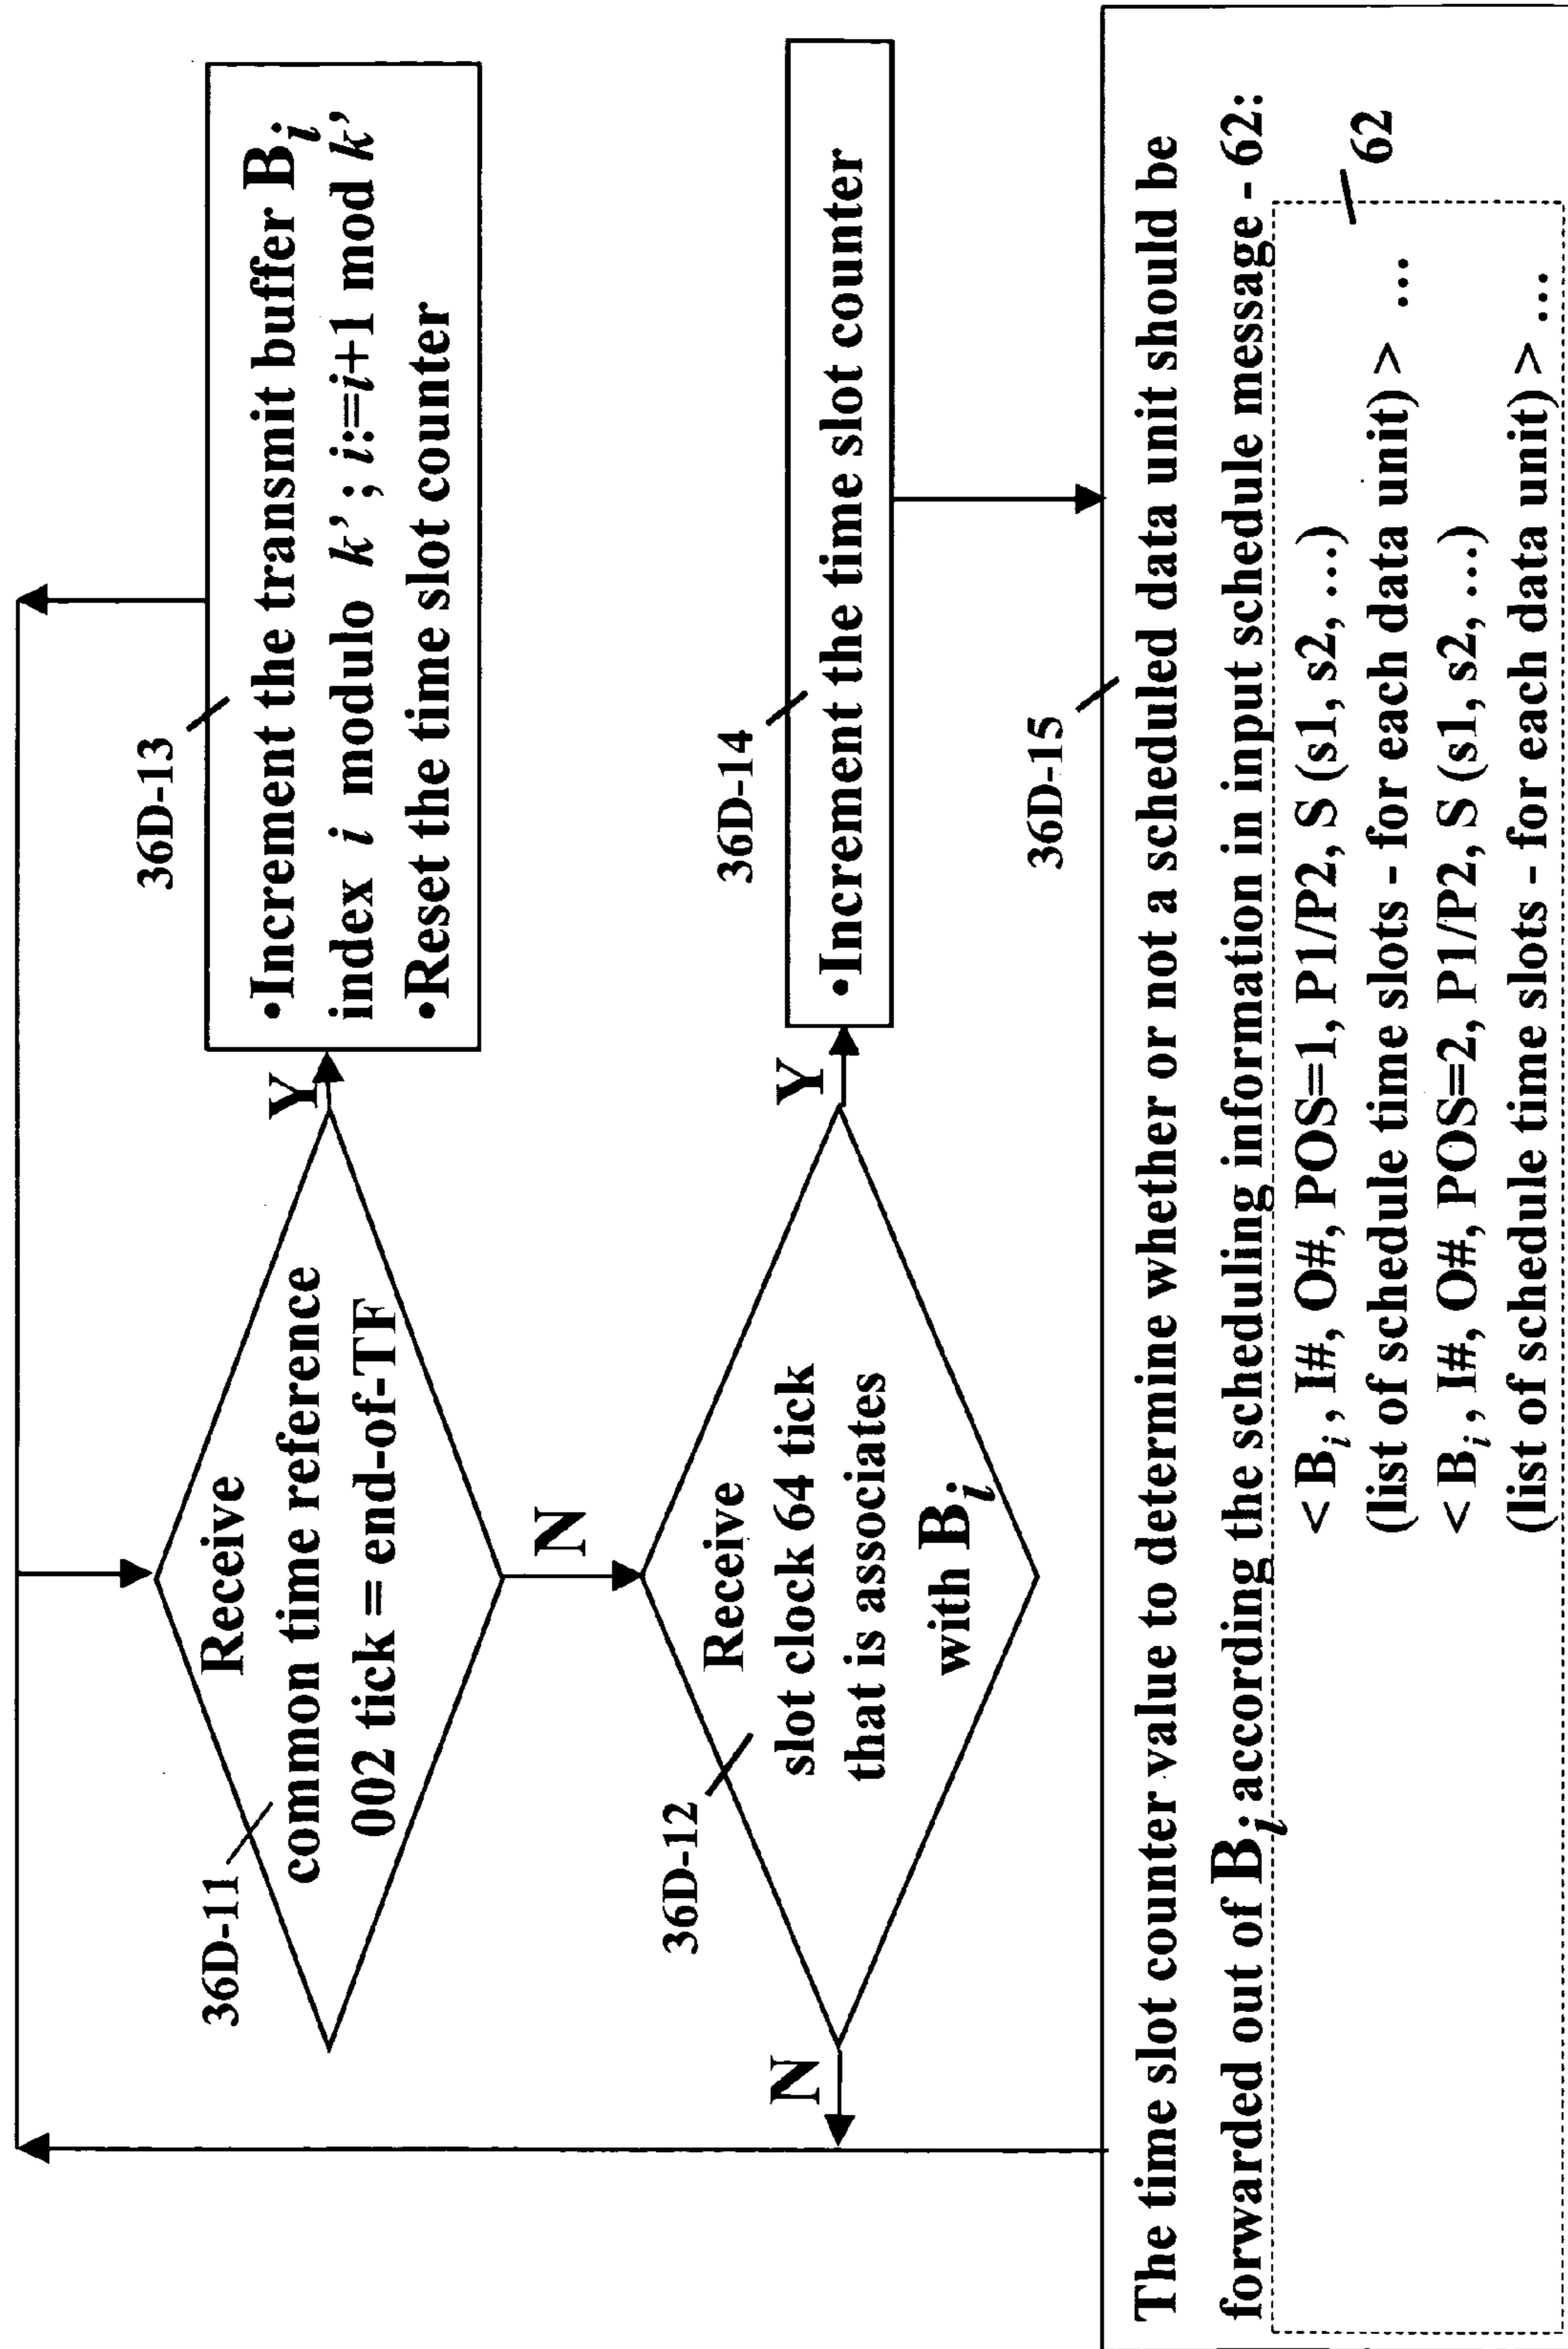 36D-11
Receive
common time reference
002 tick = end-of-TF
Y
36D-13
•Increment the transmit buffer Bi
index i modulo k'; i:=i+1 mod k'
•Reset the time slot counter
N
36D-12
Receive
slot clock 64 tick
that is associates
with Bi
N
Y
36D-14
•Increment the time slot counter
36D-15
The time slot counter value to determine whether or not a scheduled data unit should be
forwarded out of Bi, according the scheduling information in input schedule message - 62:
62
< Bi, I#, O#, POS=1, P1/P2, S (s1, s2, …)
(list of schedule time slots - for each data unit) > …
< Bi, I#, O#, POS=2, P1/P2, S (s1, s2, …)
(list of schedule time slots - for each data unit) > …